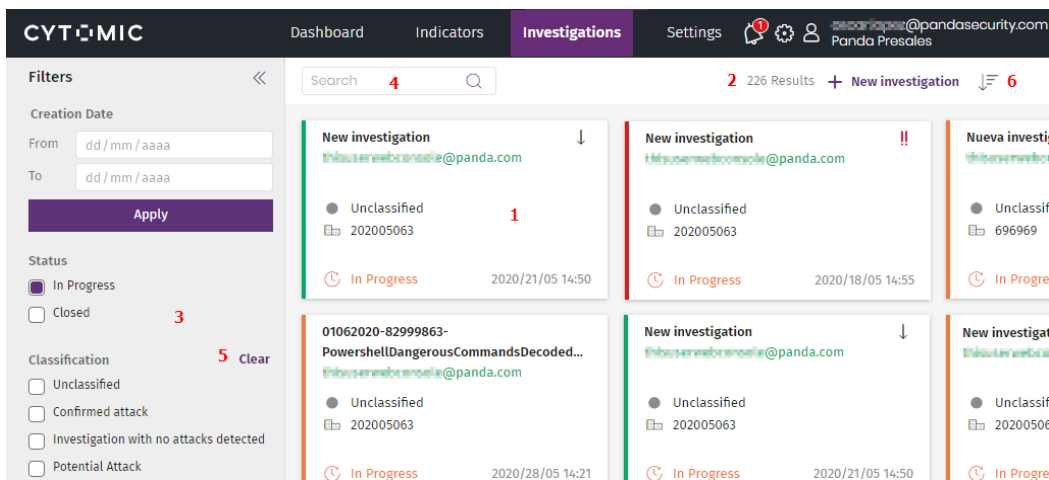 CYTOMIC
Dashboard Indicators Investigations Settings 1 @pandasecurity.com
Panda Presales
Filters
Creation Date
From dd / mm / aaaa
To dd / mm / aaaa
Apply
Status
In Progress
Closed
3
Classification 5 Clear
Unclassified
Confirmed attack
Investigation with no attacks detected
Potential Attack
Search 4 2 226 Results + New investigation 6
New investigation
@panda.com
Unclassified
1
202005063
In Progress 2020/21/05 14:50
New investigation !!
@panda.com
Unclassified
202005063
In Progress 2020/18/05 14:55
Nueva investi
Unclassif
696969
In Progre
01062020-82999863-
PowershellDangerousCommandsDecoded...
@panda.com
Unclassified
202005063
In Progress 2020/28/05 14:21
New investigation
@panda.com
Unclassified
202005063
In Progress 2020/21/05 14:50
New investigat
Unclassif
20200506
In Progre